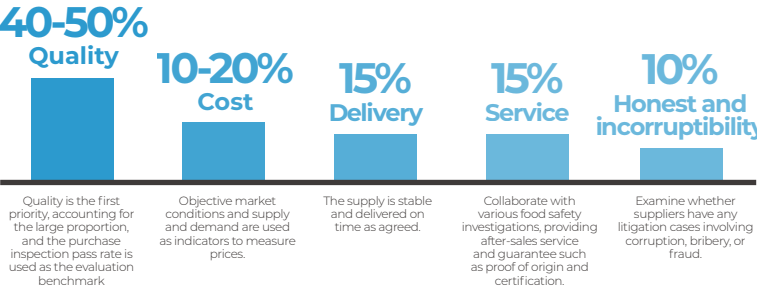 40-50%
Quality
10-20%
Cost
15%
Delivery
15%
Service
10%
Honest and
incorruptibility
Quality is the first
priority, accounting for
the large proportion,
and the purchase
inspection pass rate is
used as the evaluation
benchmark
Objective market
conditions and supply
and demand are used
as indicators to measure
prices.
The supply is stable
and delivered on
time as agreed.
Collaborate with
various food safety
investigations, providing
after-sales service
and guarantee such
as proof of origin and
certification.
Examine whether
suppliers have any
litigation cases involving
corruption, bribery, or
fraud.